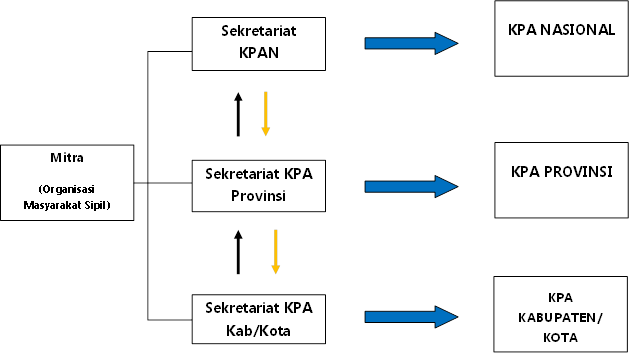 Sekretariat
KPAN
KPA NASIONAL
Mitra
(Organisasi
Masyarakat Sipil)
Sekretariat KPA
Provinsi
KPA PROVINSI
Sekretariat KPA
Kab/Kota
KPA
KABUPATEN/
KOTA